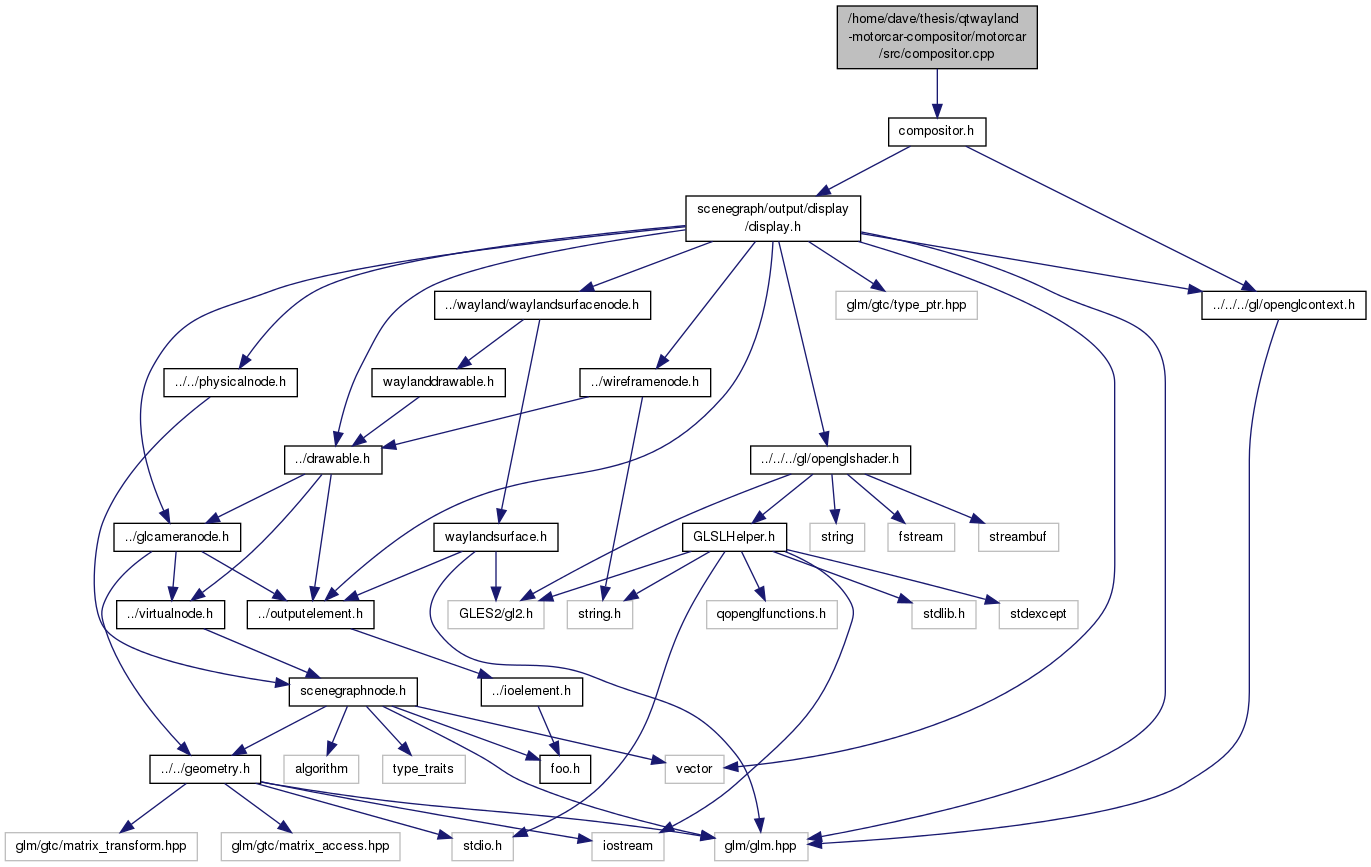 /home/dave/thesis/qtwayland
-motorcar-compositor/motorcar
/src/compositor.cpp
compositor.h
scenegraph/output/display
/display.h
../wayland/waylandsurfacenode.h
glm/gtc/type_ptr.hpp
../../../gl/openglcontext.h
../../physicalnode.h
waylanddrawable.h
../wireframenode.h
../drawable.h
../../../gl/openglshader.h
../glcameranode.h
waylandsurface.h
GLSLHelper.h
string
fstream
streambuf
../virtualnode.h
../outputelement.h
GLES2/gl2.h
string.h
qopenglfunctions.h
stdlib.h
stdexcept
scenegraphnode.h
../ioelement.h
../../geometry.h
algorithm
type_traits
foo.h
vector
glm/gtc/matrix_transform.hpp
glm/gtc/matrix_access.hpp
stdio.h
iostream
glm/glm.hpp